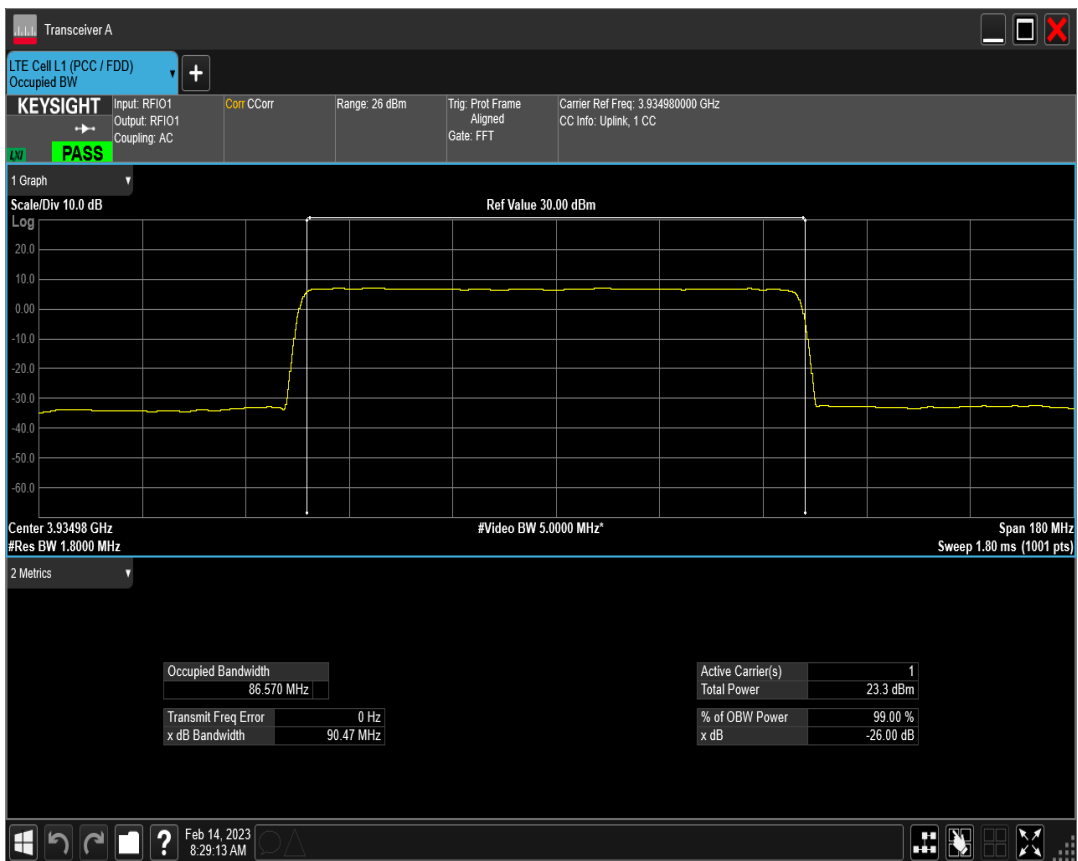 Transceiver A
LTE Cell L1 (PCC / FDD)
Occupied BW
KEYSIGHT
LXI
PASS
Input: RFIO1
Output: RFIO1
Coupling: AC
Corr CCorr
Range: 26 dBm
Trig: Prot Frame
Aligned
Gate: FFT
Carrier Ref Freq: 3.934980000 GHz
CC Info: Uplink, 1 CC
1 Graph
Scale/Div 10.0 dB
Ref Value 30.00 dBm
Log
20.0
10.0
0.00
-10.0
-20.0
-30.0
-40.0
-50.0
-60.0
Center 3.93498 GHz
#Video BW 5.0000 MHz*
Span 180 MHz
#Res BW 1.8000 MHz
Sweep 1.80 ms (1001 pts)
2 Metrics
Occupied Bandwidth
86.570 MHz
Transmit Freq Error 0 Hz
x dB Bandwidth 90.47 MHz
Active Carrier(s) 1
Total Power 23.3 dBm
% of OBW Power 99.00 %
x dB -26.00 dB
Feb 14, 2023
8:29:13 AM